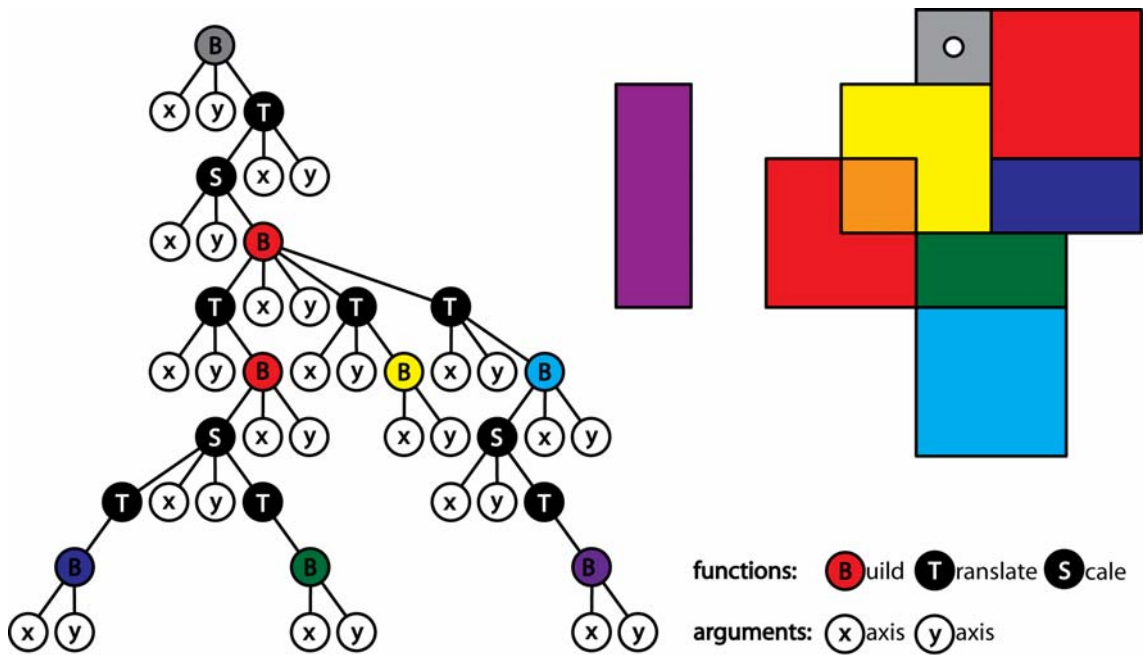 B
x y T
S x y
x y B
T x y T T
x y B x y B x y B
S x y x y S x y
T x y T x y T
B B B
x y x y x y
functions: Build Translate Scale
arguments: x axis y axis